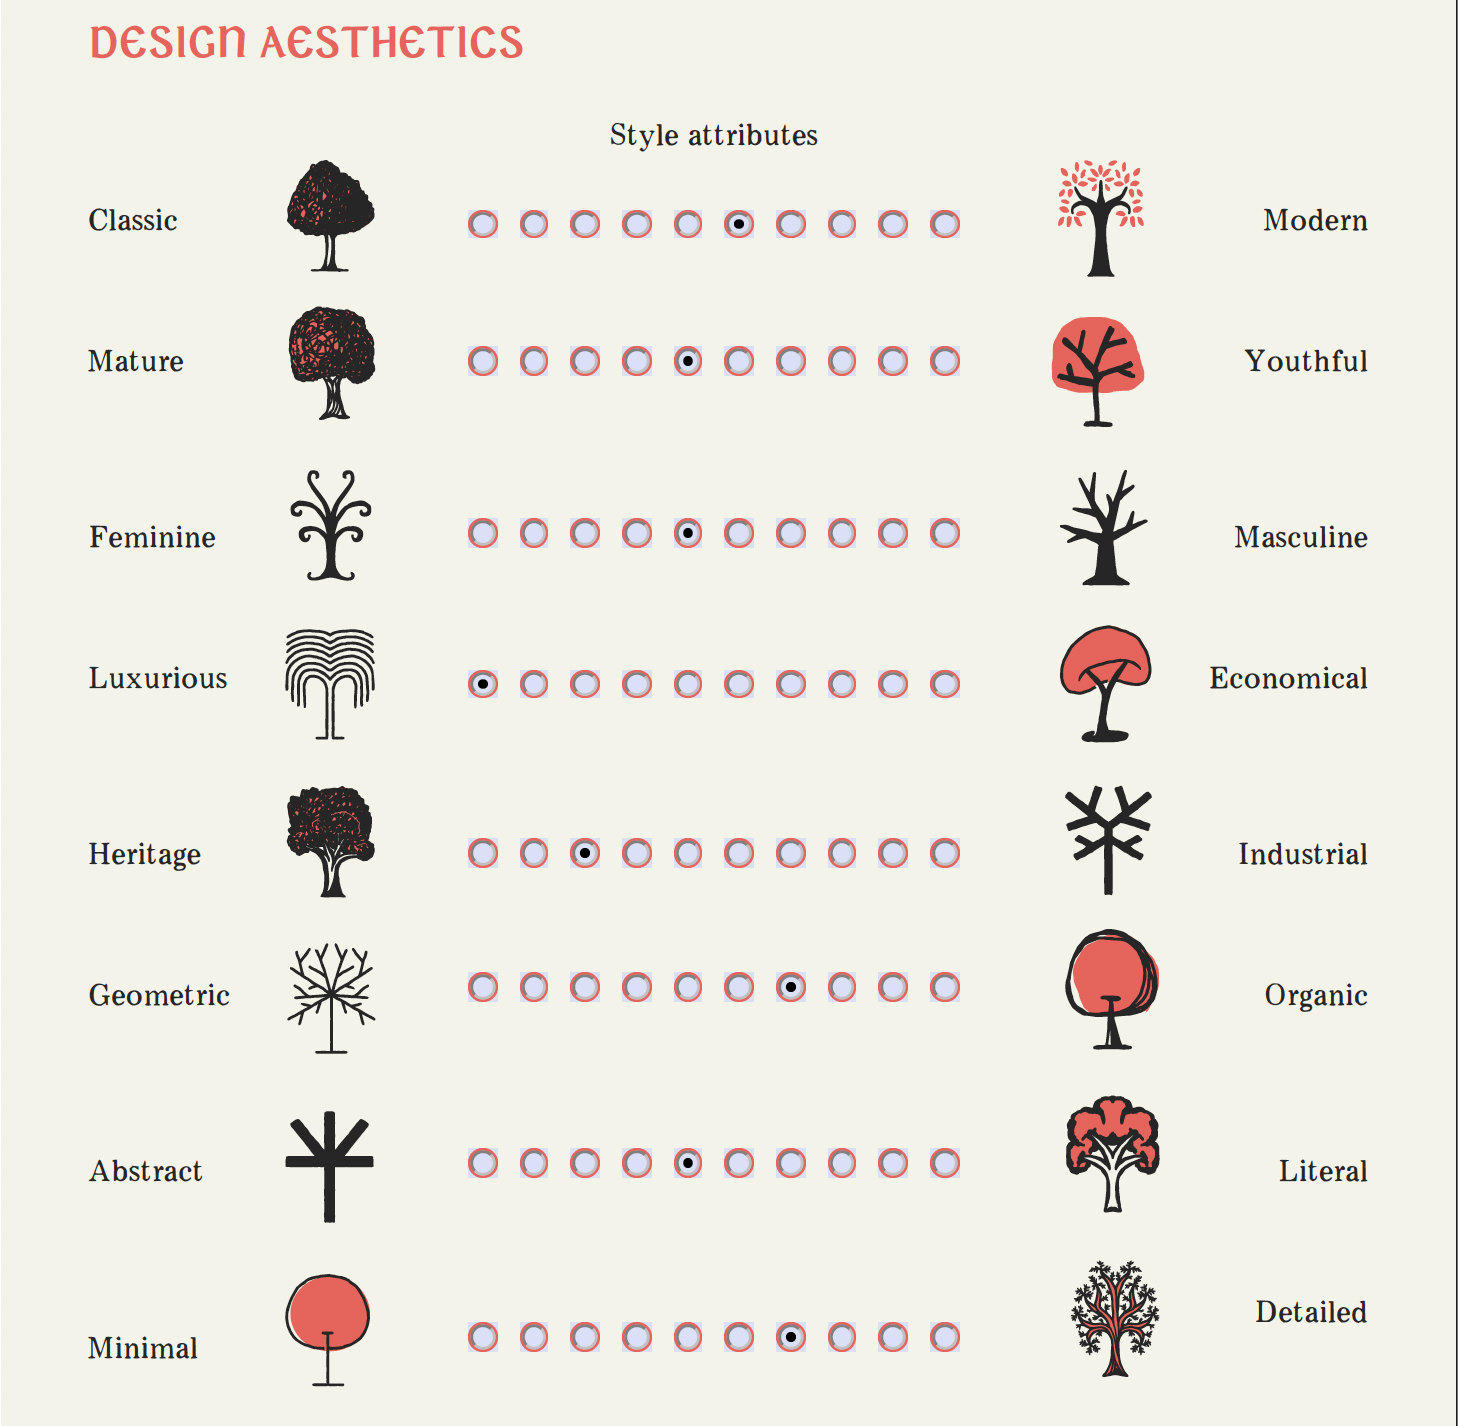 DESIGN AESTHETICS
Style attributes
Classic Modern
Mature Youthful
Feminine Masculine
Luxurious Economical
Heritage Industrial
Geometric Organic
Abstract Literal
Minimal Detailed